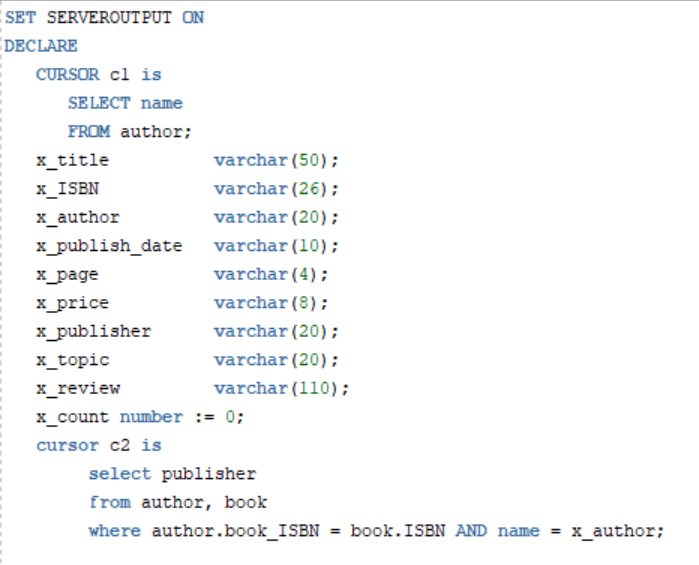 SET SERVEROUTPUT ON
DECLARE
CURSOR c1 is
SELECT name
FROM author;
x_title varchar(50);
x_ISBN varchar(26);
x_author varchar(20);
x_publish_date varchar(10);
x_page varchar(4);
x_price varchar(8);
x_publisher varchar(20);
x_topic varchar(20);
x_review varchar(110);
x_count number := 0;
cursor c2 is
select publisher
from author, book
where author.book_ISBN = book.ISBN AND name = x_author;